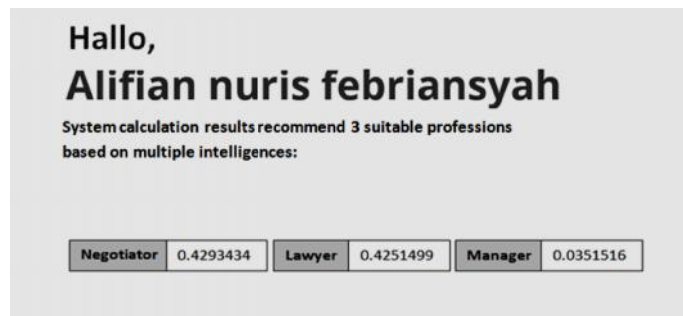 Hallo,
Alifian nuris febriansyah
System calculation results recommend 3 suitable professions
based on multiple intelligences:
Negotiator 0.4293434 Lawyer 0.4251499 Manager 0.0351516